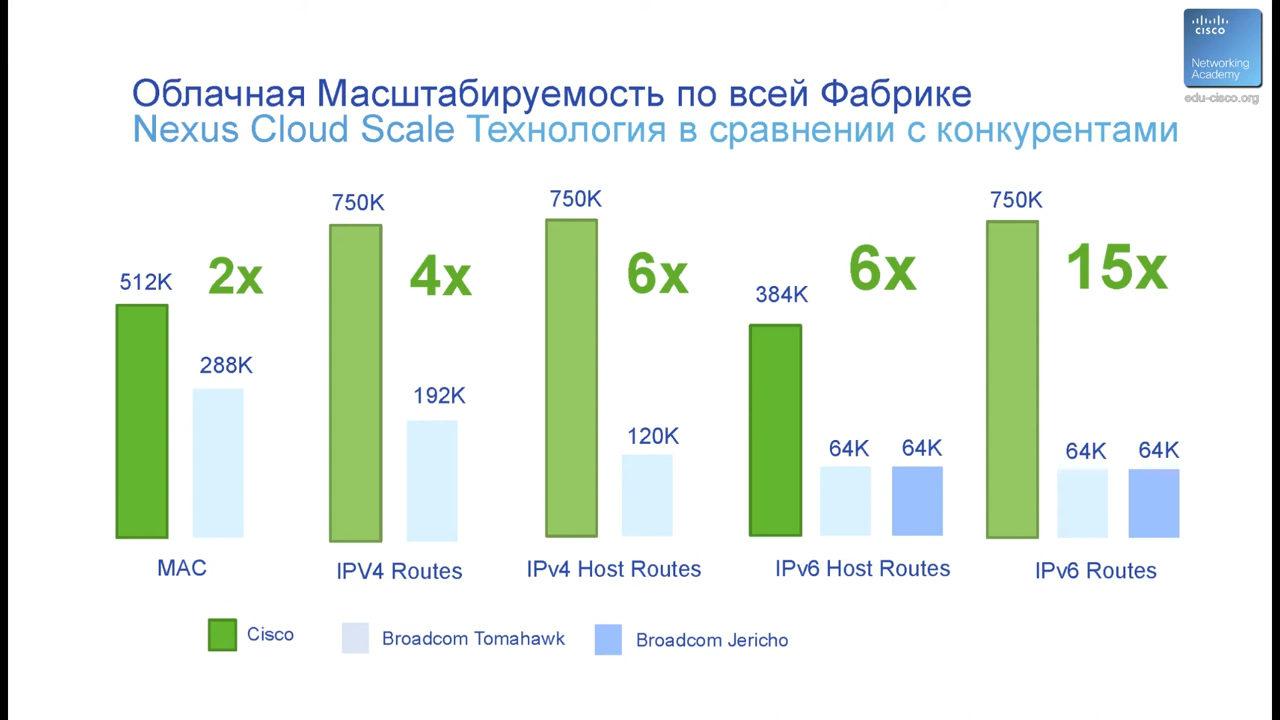 CISCO
Networking
Academy
edu-cisco.org
Облачная Масштабируемость по всей Фабрике
Nexus Cloud Scale Технология в сравнении с конкурентами
512K
2x
288K
MAC
750K
4x
192K
IPV4 Routes
750K
6x
120K
IPv4 Host Routes
384K
6x
64K
64K
IPv6 Host Routes
750K
15x
64K
64K
IPv6 Routes
Cisco
Broadcom Tomahawk
Broadcom Jericho